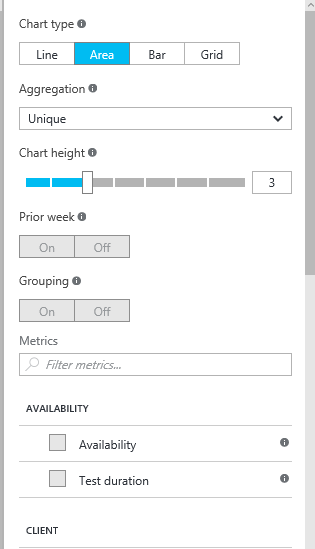 Chart type
Line Area Bar Grid
Aggregation
Unique
Chart height
3
Prior week
On Off
Grouping
On Off
Metrics
Filter metrics...
AVAILABILITY
Availability
Test duration
CLIENT